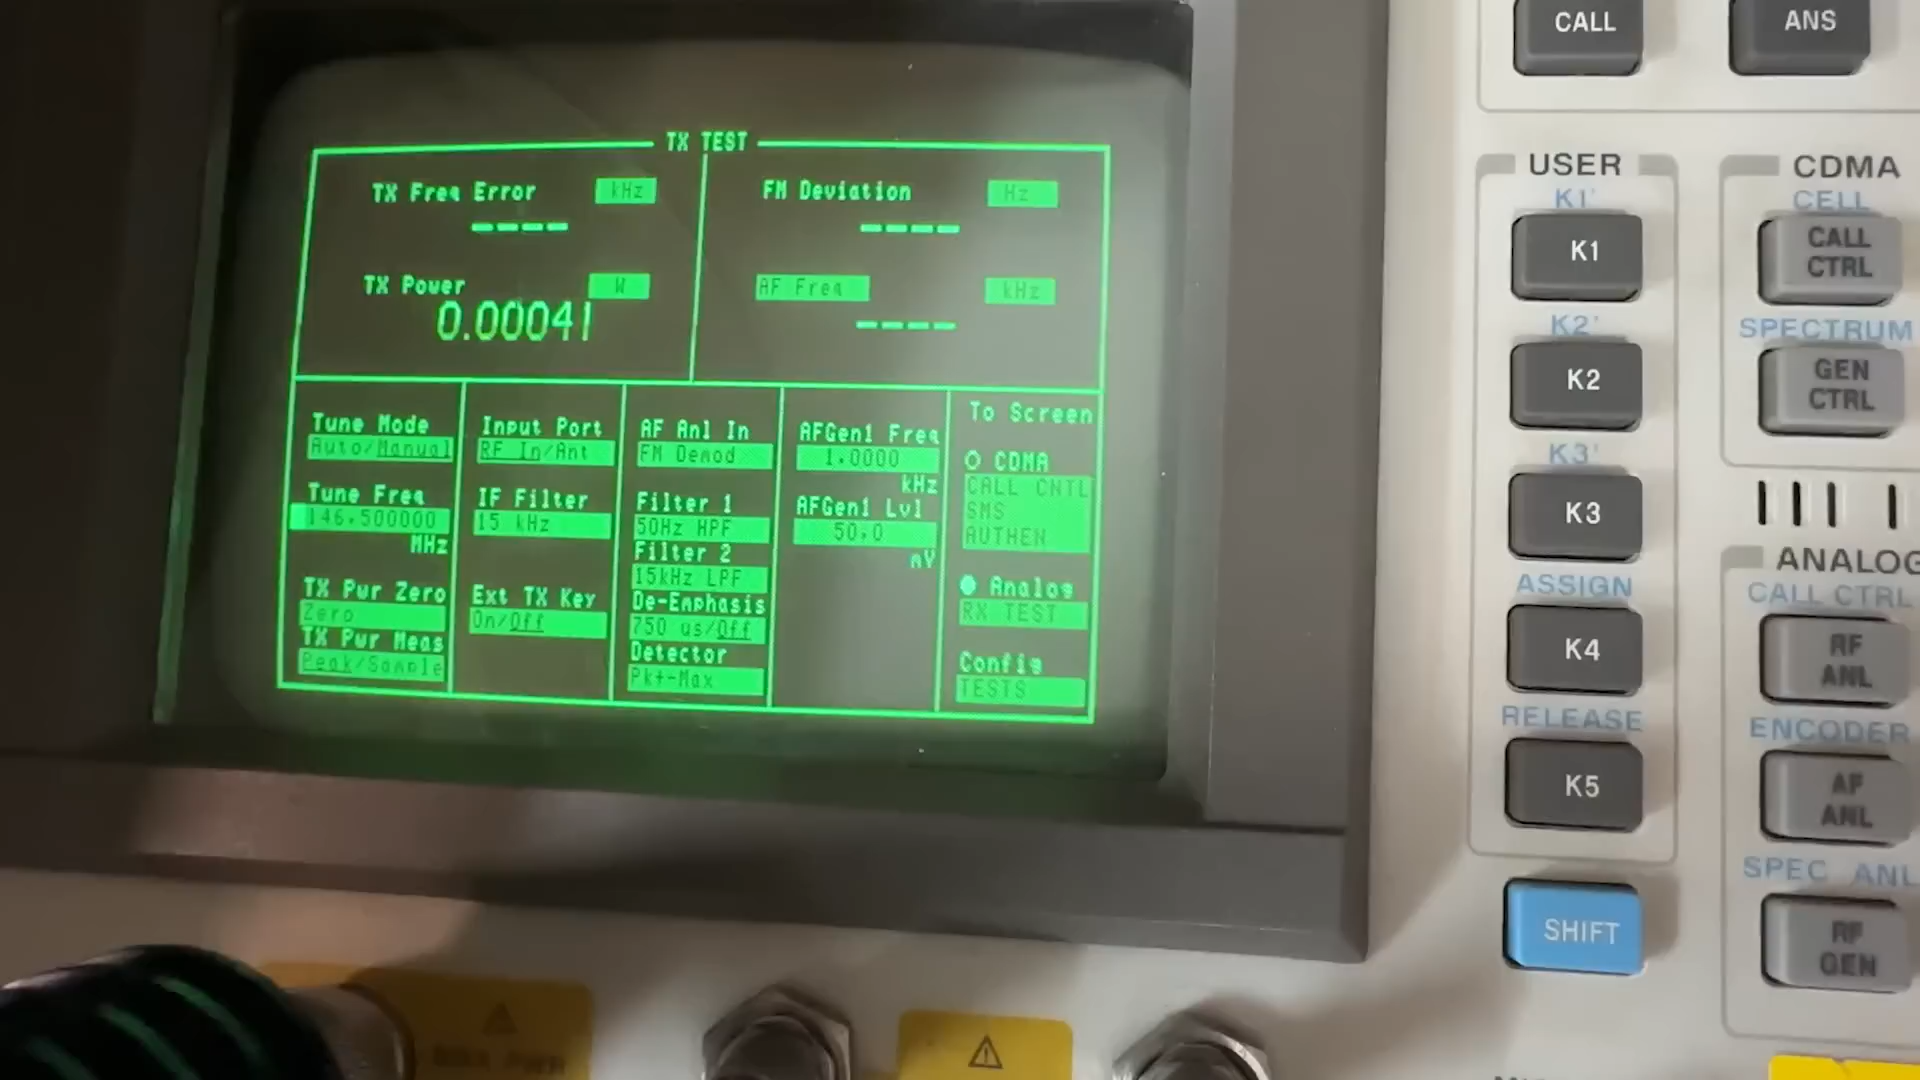 TX TEST
TX Freq Error kHz
----
FM Deviation Hz
----
TX Power W
0.00041
AF Freq kHz
----
Tune Mode
Auto/Manual
Tune Freq
146.500000
MHz
TX Pwr Zero
Zero
TX Pwr Meas
Peak/Sample
Input Port
RF In/Ant
IF Filter
15 kHz
Ext TX Key
On/Off
AF Anl In
FM Demod
Filter 1
50Hz HPF
Filter 2
15kHz LPF
De-Emphasis
750 us/Off
Detector
Pk+-Max
AFGen1 Freq
1.0000
kHz
AFGen1 Lvl
50.0
mV
To Screen
CDMA
CALL CNTL
SMS
AUTHEN
Analog
RX TEST
Config
TESTS
CALL
ANS
USER
K1'
K1
K2'
K2
K3'
K3
ASSIGN
K4
RELEASE
K5
SHIFT
CDMA
CELL
CALL
CTRL
SPECTRUM
GEN
CTRL
ANALOG
CALL CTRL
RF
ANL
ENCODER
AF
ANL
SPEC ANL
RF
GEN